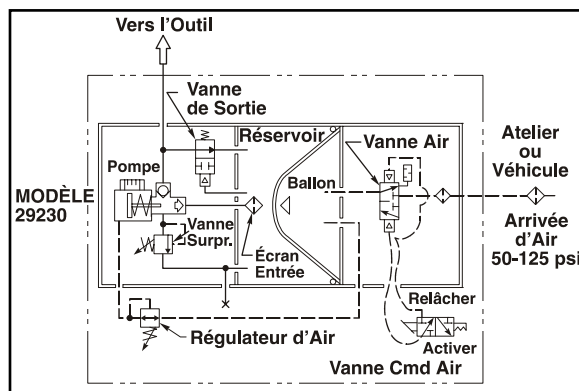 Vers l'Outil
Vanne
de Sortie
Réservoir
Vanne Air
Atelier
ou
Véhicule
Pompe
Ballon
MODÈLE
29230
Vanne
Surpr.
Écran
Entrée
Arrivée
d'Air
50-125 psi
Relâcher
Régulateur d'Air
Activer
Vanne Cmd Air